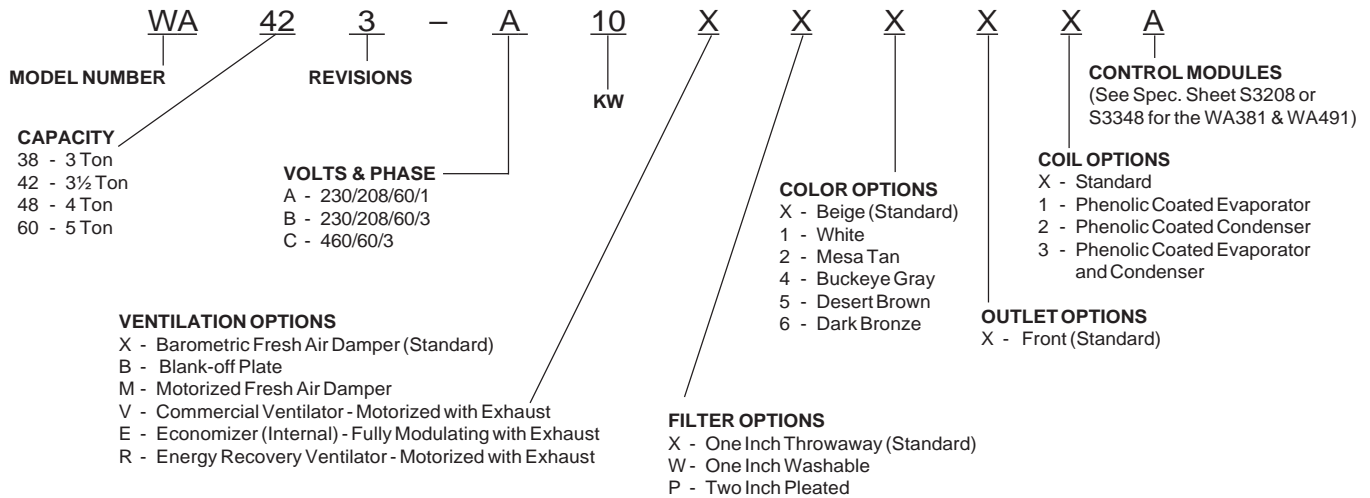 WA 42 3 – A 10 X X X X X A
MODEL NUMBER
REVISIONS
KW
CONTROL MODULES
(See Spec. Sheet S3208 or
S3348 for the WA381 & WA491)
CAPACITY
38 - 3 Ton
42 - 3½ Ton
48 - 4 Ton
60 - 5 Ton
VOLTS & PHASE
A - 230/208/60/1
B - 230/208/60/3
C - 460/60/3
COLOR OPTIONS
X - Beige (Standard)
1 - White
2 - Mesa Tan
4 - Buckeye Gray
5 - Desert Brown
6 - Dark Bronze
COIL OPTIONS
X - Standard
1 - Phenolic Coated Evaporator
2 - Phenolic Coated Condenser
3 - Phenolic Coated Evaporator
and Condenser
OUTLET OPTIONS
X - Front (Standard)
VENTILATION OPTIONS
X - Barometric Fresh Air Damper (Standard)
B - Blank-off Plate
M - Motorized Fresh Air Damper
V - Commercial Ventilator - Motorized with Exhaust
E - Economizer (Internal) - Fully Modulating with Exhaust
R - Energy Recovery Ventilator - Motorized with Exhaust
FILTER OPTIONS
X - One Inch Throwaway (Standard)
W - One Inch Washable
P - Two Inch Pleated